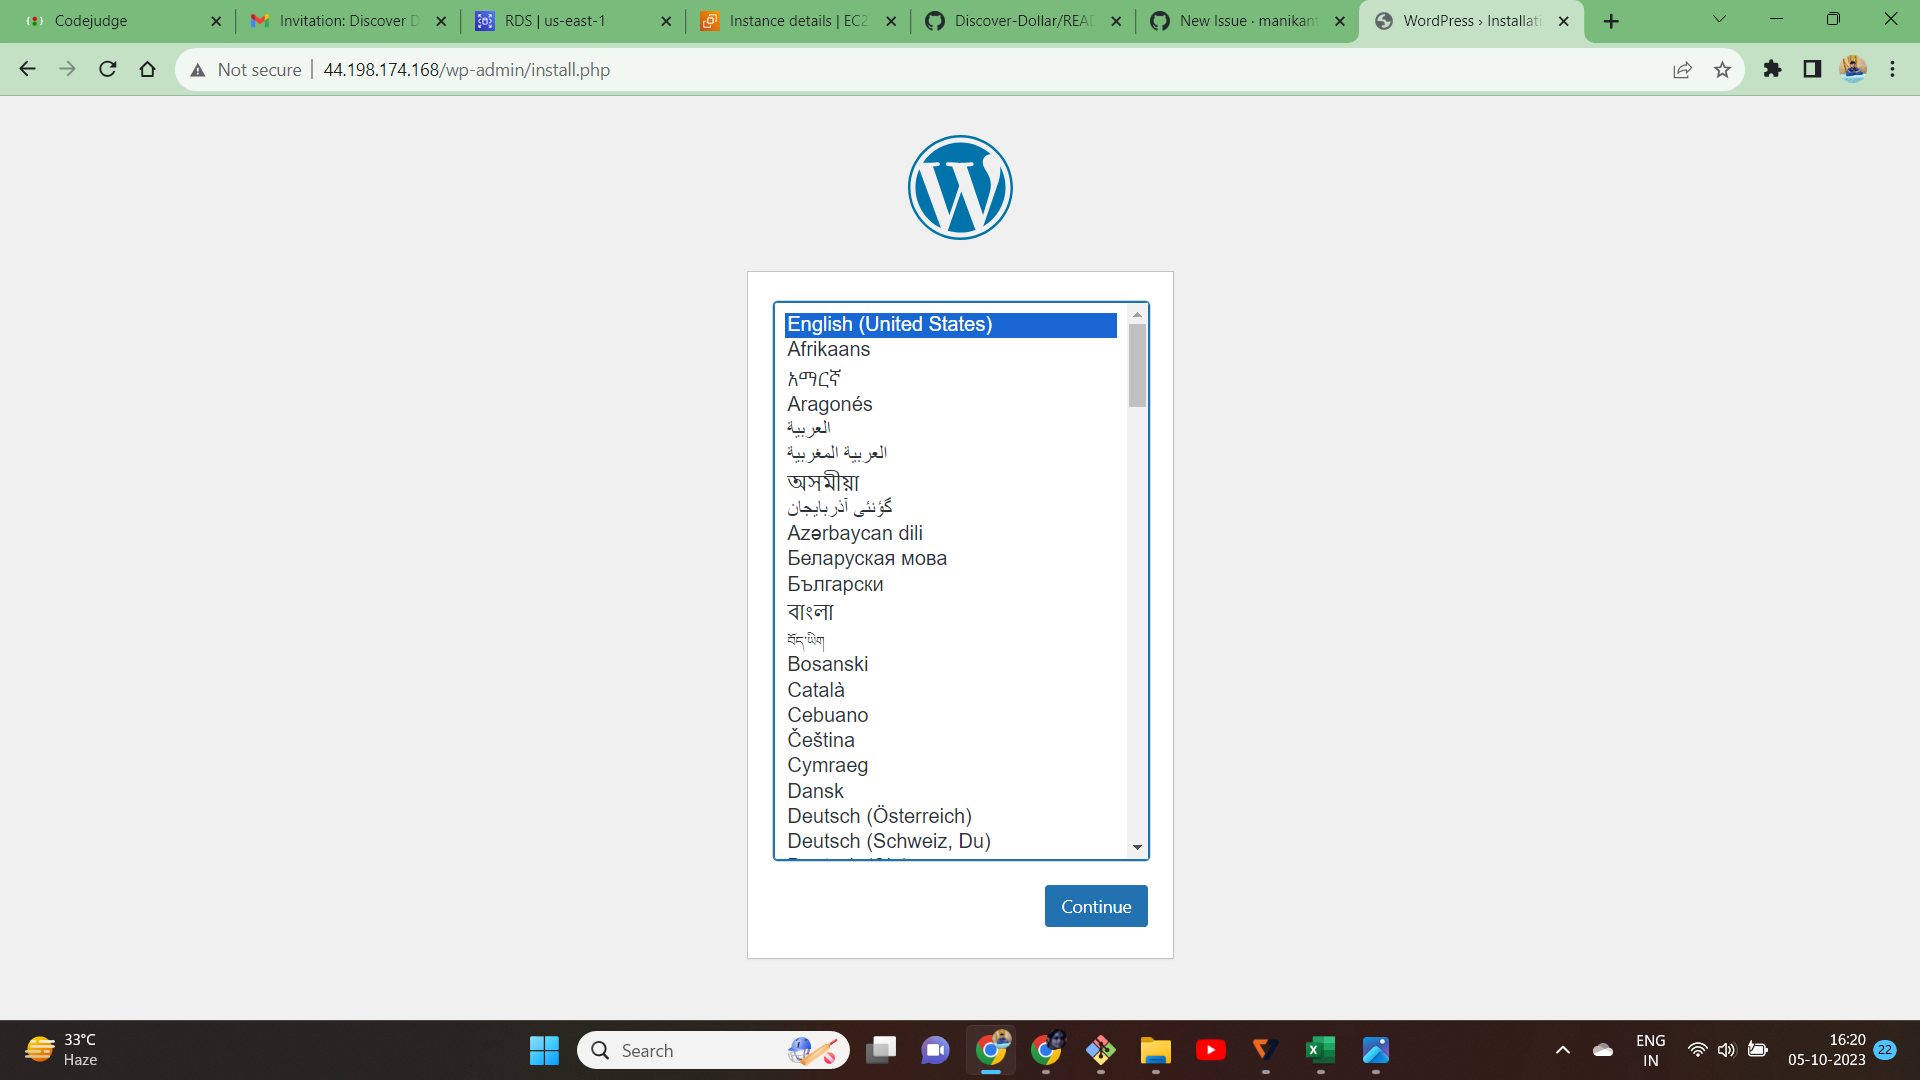 Codejudge
Invitation: Discover D
RDS | us-east-1
Instance details | EC2
Discover-Dollar/READ
New Issue · manikant
WordPress › Installati
Not secure
44.198.174.168/wp-admin/install.php
English (United States)
Afrikaans
አማርኛ
Aragonés
العربية
العربية المغربية
অসমীয়া
گؤنئی آذربایجان
Azərbaycan dili
Беларуская мова
Български
বাংলা
བོད་ཡིག
Bosanski
Català
Cebuano
Čeština
Cymraeg
Dansk
Deutsch (Österreich)
Deutsch (Schweiz, Du)
Continue
33°C
Haze
Search
ENG
IN
16:20
05-10-2023
22